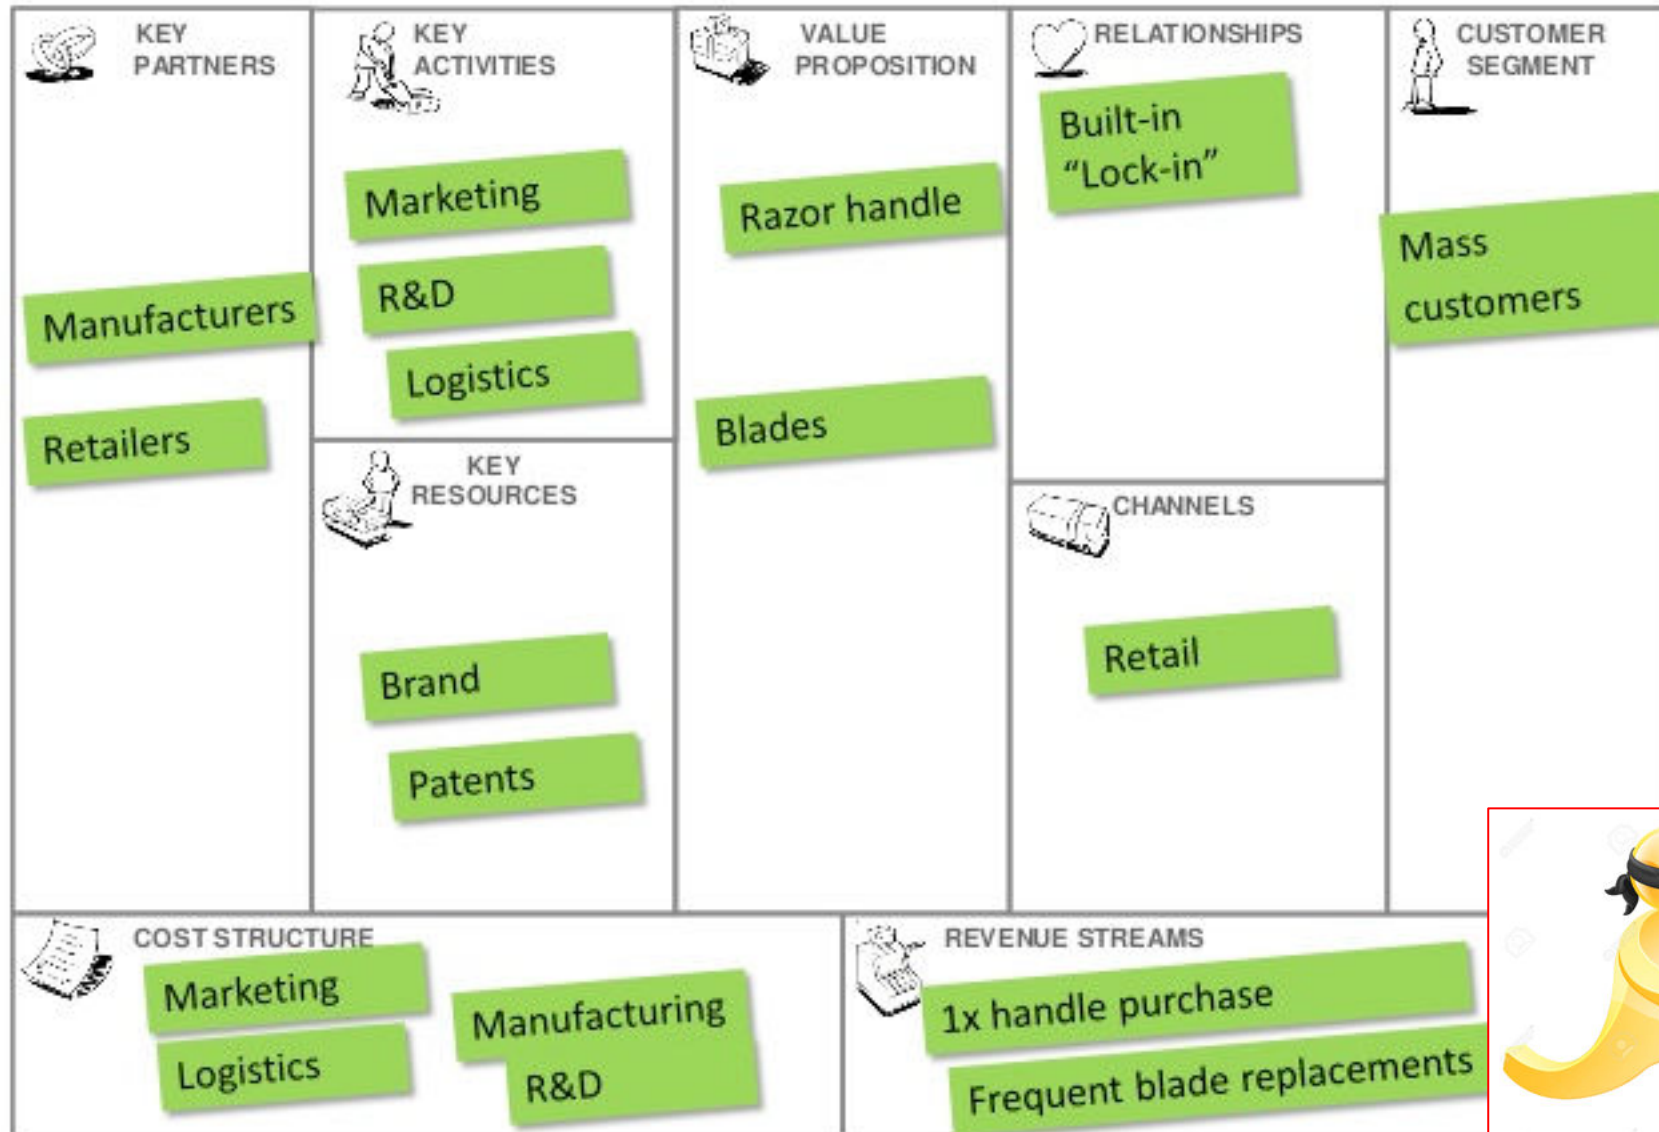 KEY
PARTNERS
Manufacturers
Retailers
KEY
ACTIVITIES
Marketing
R&D
Logistics
KEY
RESOURCES
Brand
Patents
VALUE
PROPOSITION
Razor handle
Blades
RELATIONSHIPS
Built-in
“Lock-in”
CHANNELS
Retail
CUSTOMER
SEGMENT
Mass
customers
COST STRUCTURE
Marketing
Logistics
Manufacturing
R&D
REVENUE STREAMS
1x handle purchase
Frequent blade replacements